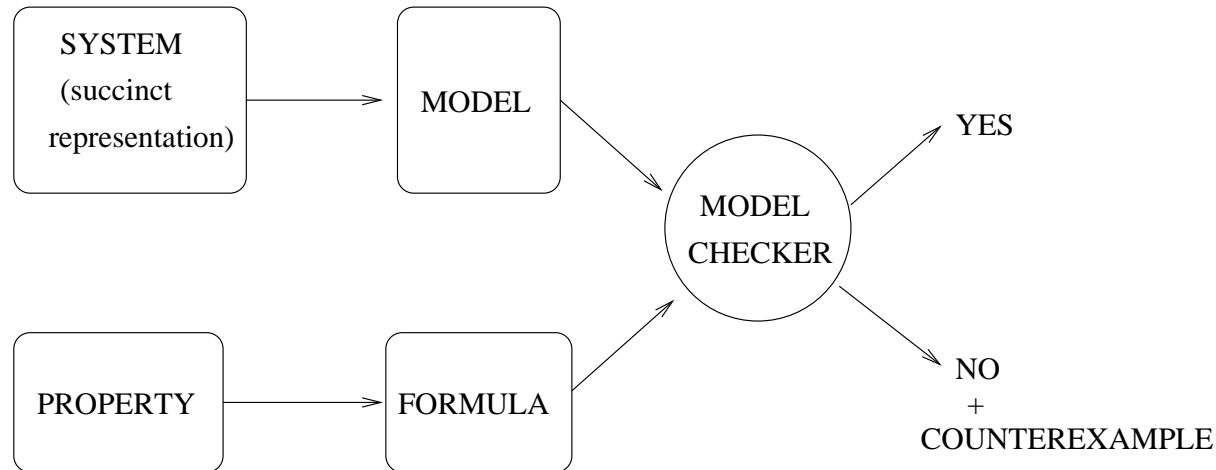 SYSTEM
(succinct
representation)
MODEL
YES
MODEL
CHECKER
PROPERTY
FORMULA
NO
+
COUNTEREXAMPLE